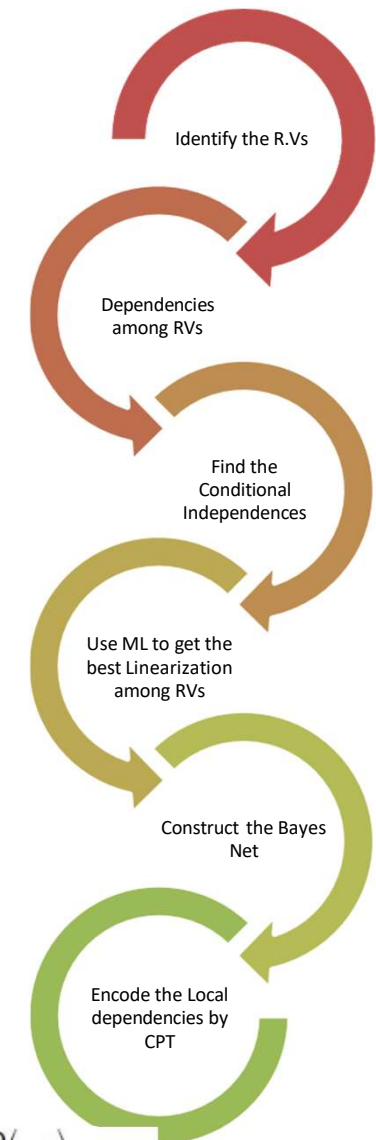 Identify the R.Vs
Dependencies
among RVs
Find the
Conditional
Independences
Use ML to get the
best Linearization
among RVs
Construct the Bayes
Net
Encode the Local
dependencies by
CPT